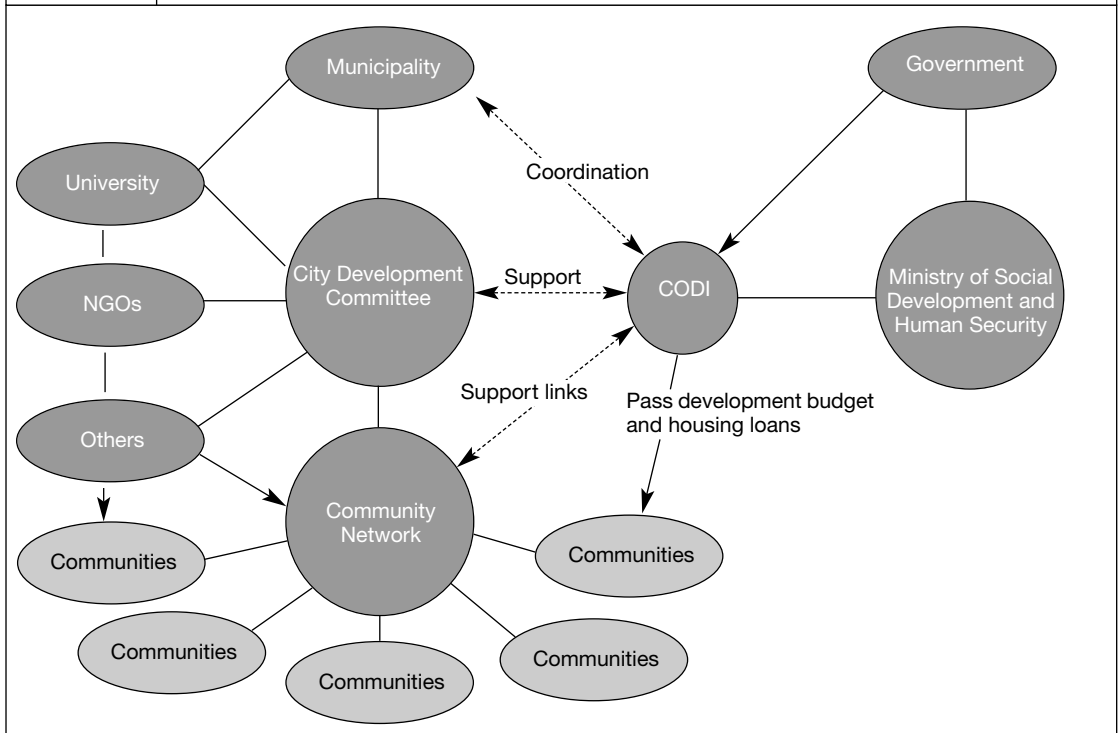 Municipality
Government
University
Coordination
City Development
Committee
Support
CODI
Ministry of Social
Development and
Human Security
NGOs
Support links
Pass development budget
and housing loans
Others
Community
Network
Communities
Communities
Communities
Communities
Communities